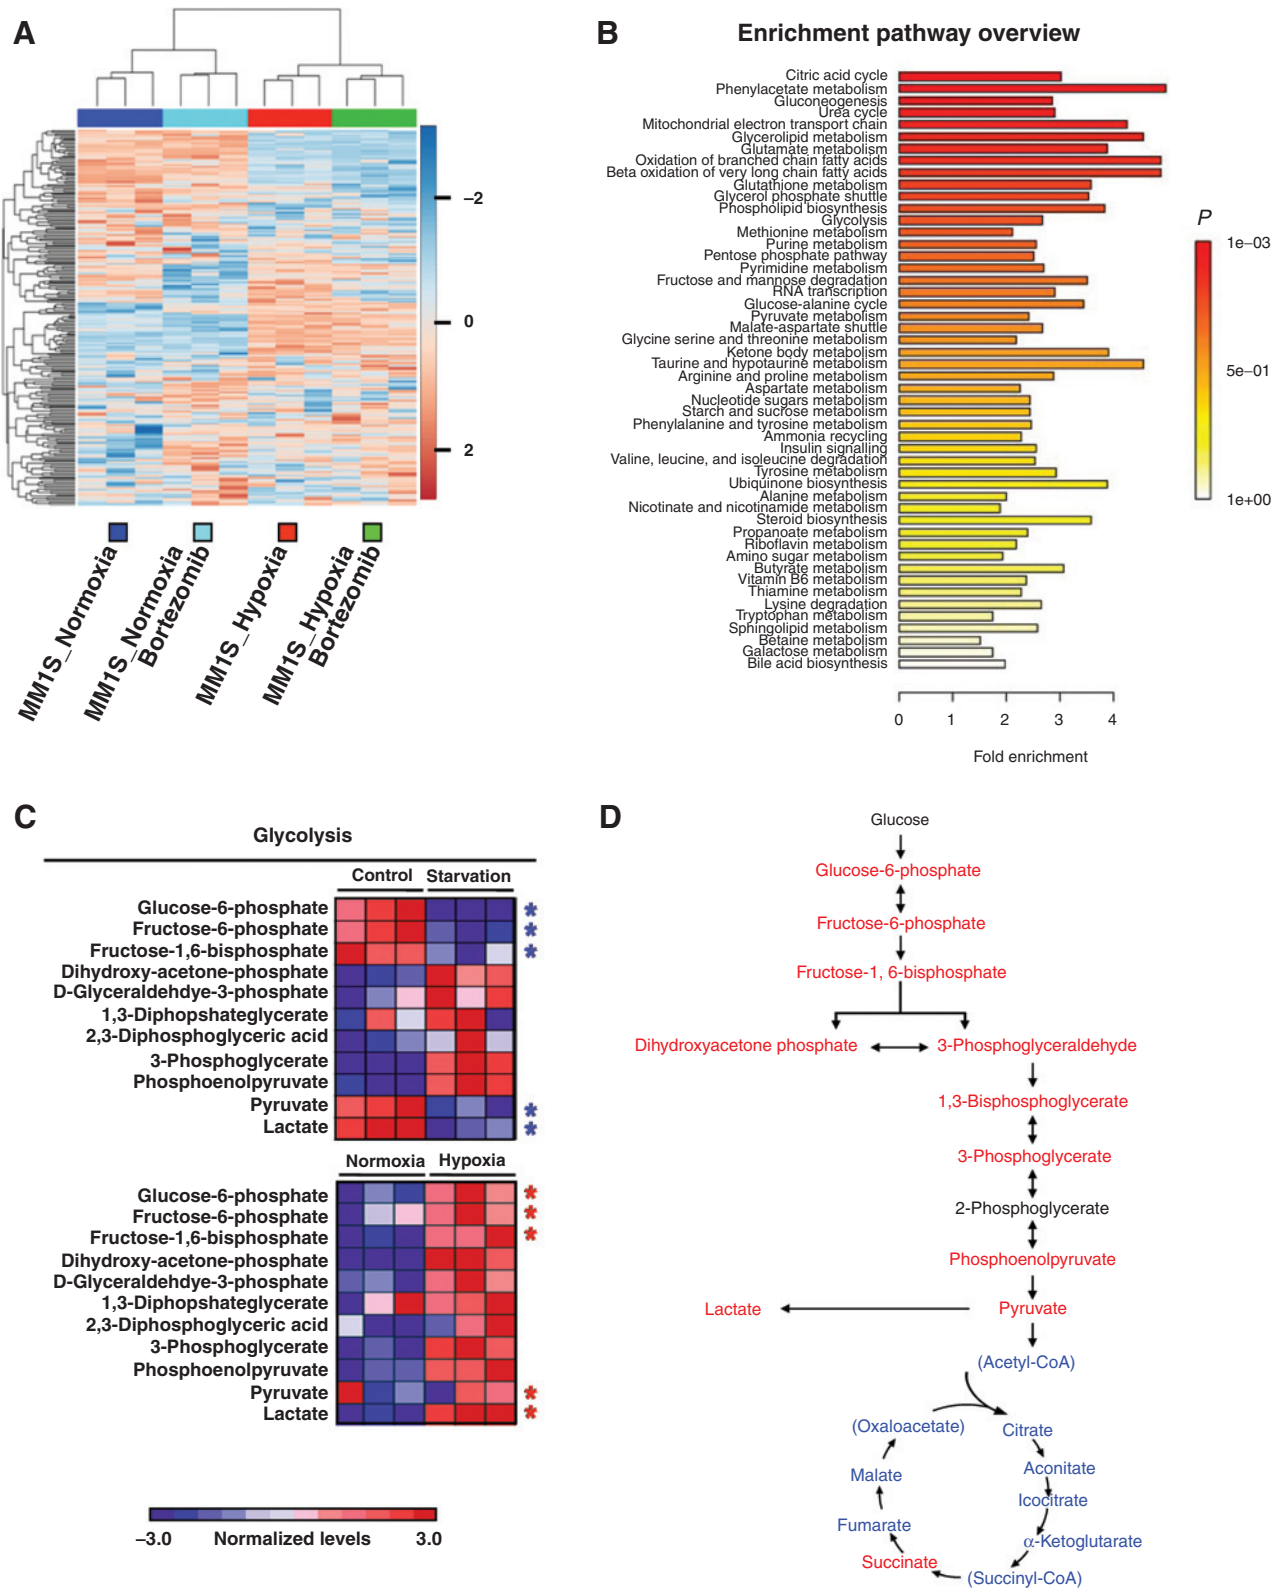 A
−2
0
2
MM1S_Normoxia
MM1S_Normoxia
Bortezomib
MM1S_Hypoxia
MM1S_Hypoxia
Bortezomib
B
Enrichment pathway overview
Citric acid cycle
Phenylacetate metabolism
Gluconeogenesis
Urea cycle
Mitochondrial electron transport chain
Glycerolipid metabolism
Glutamate metabolism
Oxidation of branched chain fatty acids
Beta oxidation of very long chain fatty acids
Glutathione metabolism
Glycerol phosphate shuttle
Phospholipid biosynthesis
Glycolysis
Methionine metabolism
Purine metabolism
Pentose phosphate pathway
Pyrimidine metabolism
Fructose and mannose degradation
RNA transcription
Glucose-alanine cycle
Pyruvate metabolism
Malate-aspartate shuttle
Glycine serine and threonine metabolism
Ketone body metabolism
Taurine and hypotaurine metabolism
Arginine and proline metabolism
Aspartate metabolism
Nucleotide sugars metabolism
Starch and sucrose metabolism
Phenylalanine and tyrosine metabolism
Ammonia recycling
Insulin signalling
Valine, leucine, and isoleucine degradation
Tyrosine metabolism
Ubiquinone biosynthesis
Alanine metabolism
Nicotinate and nicotinamide metabolism
Steroid biosynthesis
Propanoate metabolism
Riboflavin metabolism
Amino sugar metabolism
Butyrate metabolism
Vitamin B6 metabolism
Thiamine metabolism
Lysine degradation
Tryptophan metabolism
Sphingolipid metabolism
Betaine metabolism
Galactose metabolism
Bile acid biosynthesis
0 1 2 3 4
Fold enrichment
P
1e−03
5e−01
1e+00
C
Glycolysis
Control Starvation
Glucose-6-phosphate *
Fructose-6-phosphate *
Fructose-1,6-bisphosphate *
Dihydroxy-acetone-phosphate
D-Glyceraldehdye-3-phosphate
1,3-Diphopshateglycerate
2,3-Diphosphoglyceric acid
3-Phosphoglycerate
Phosphoenolpyruvate
Pyruvate *
Lactate *
Normoxia Hypoxia
Glucose-6-phosphate *
Fructose-6-phosphate *
Fructose-1,6-bisphosphate *
Dihydroxy-acetone-phosphate
D-Glyceraldehdye-3-phosphate
1,3-Diphopshateglycerate
2,3-Diphosphoglyceric acid
3-Phosphoglycerate
Phosphoenolpyruvate
Pyruvate *
Lactate *
−3.0 Normalized levels 3.0
D
Glucose
Glucose-6-phosphate
Fructose-6-phosphate
Fructose-1, 6-bisphosphate
Dihydroxyacetone phosphate 3-Phosphoglyceraldehyde
1,3-Bisphosphoglycerate
3-Phosphoglycerate
2-Phosphoglycerate
Phosphoenolpyruvate
Lactate Pyruvate
(Acetyl-CoA)
(Oxaloacetate) Citrate
Aconitate
Malate
Icocitrate
Fumarate
α-Ketoglutarate
Succinate
(Succinyl-CoA)